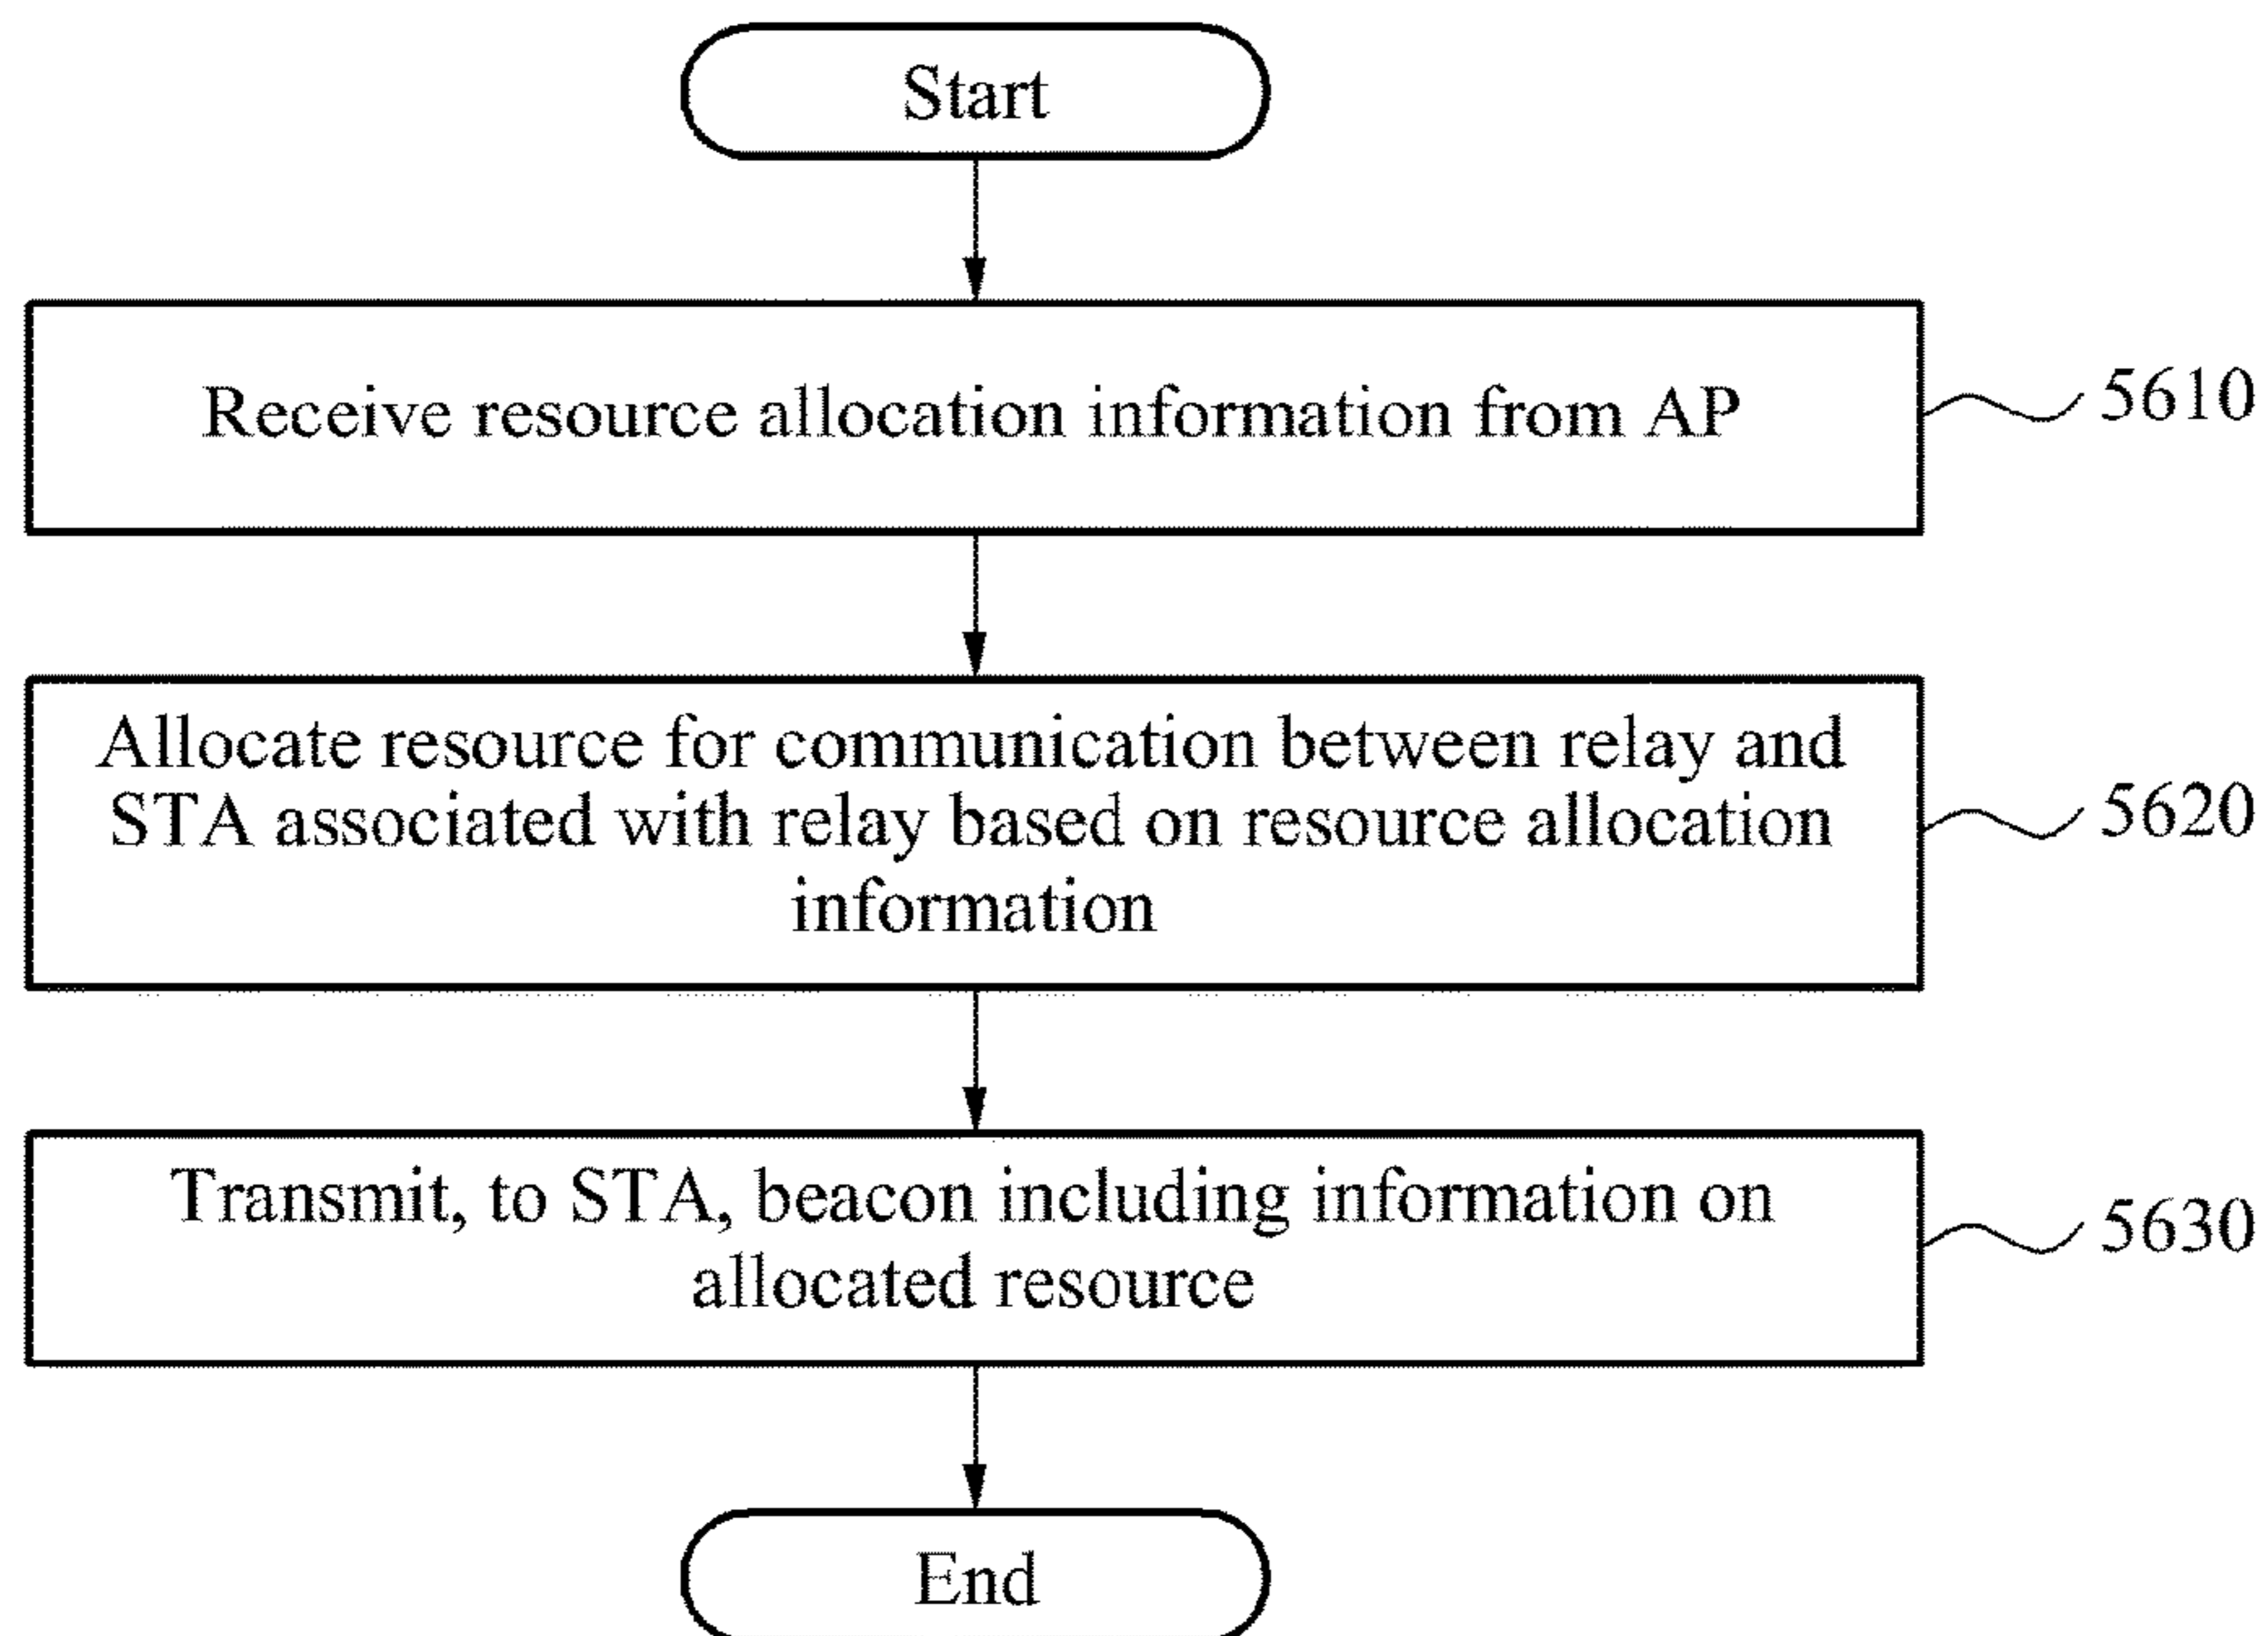 Start
Receive resource allocation information from AP
5610
Allocate resource for communication between relay and
STA associated with relay based on resource allocation
information
5620
Transmit, to STA, beacon including information on
allocated resource
5630
End